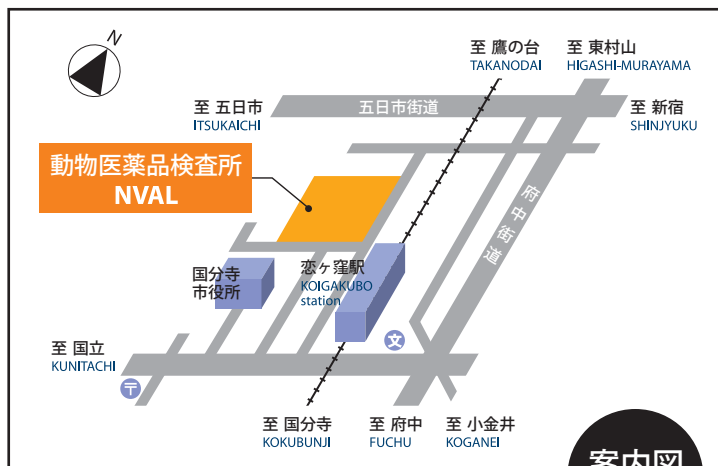 N
至 鷹の台
TAKANODAI
至 東村山
HIGASHI-MURAYAMA
至 五日市
ITSUKAICHI
五日市街道
至 新宿
SHINJYUKU
動物医薬品検査所
NVAL
府中街道
国分寺
市役所
恋ヶ窪駅
KOIGAKUBO
station
文
至 国立
KUNITACHI
〒
至 国分寺
KOKUBUNJI
至 府中
FUCHU
至 小金井
KOGANEI
案内図